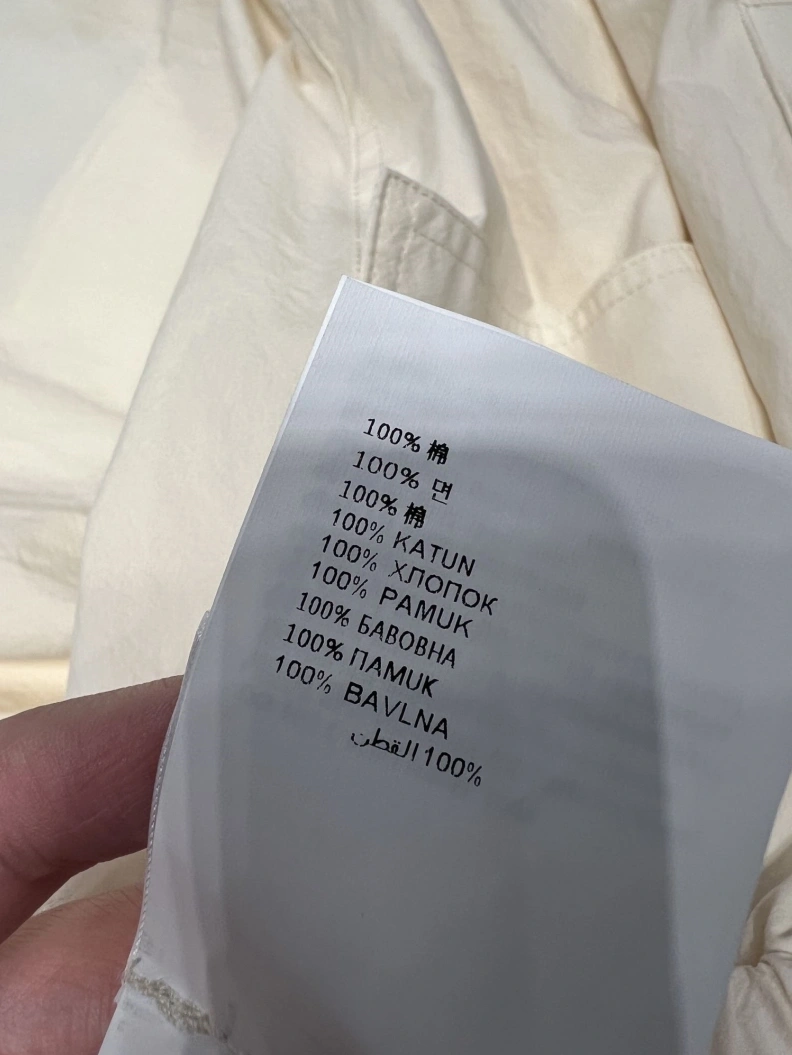 100% 棉
100% 면
100% 棉
100% KATUN
100% ХЛОПОК
100% PAMUK
100% БАВОВНА
100% ПАМУК
100% BAVLNA
100% القطن